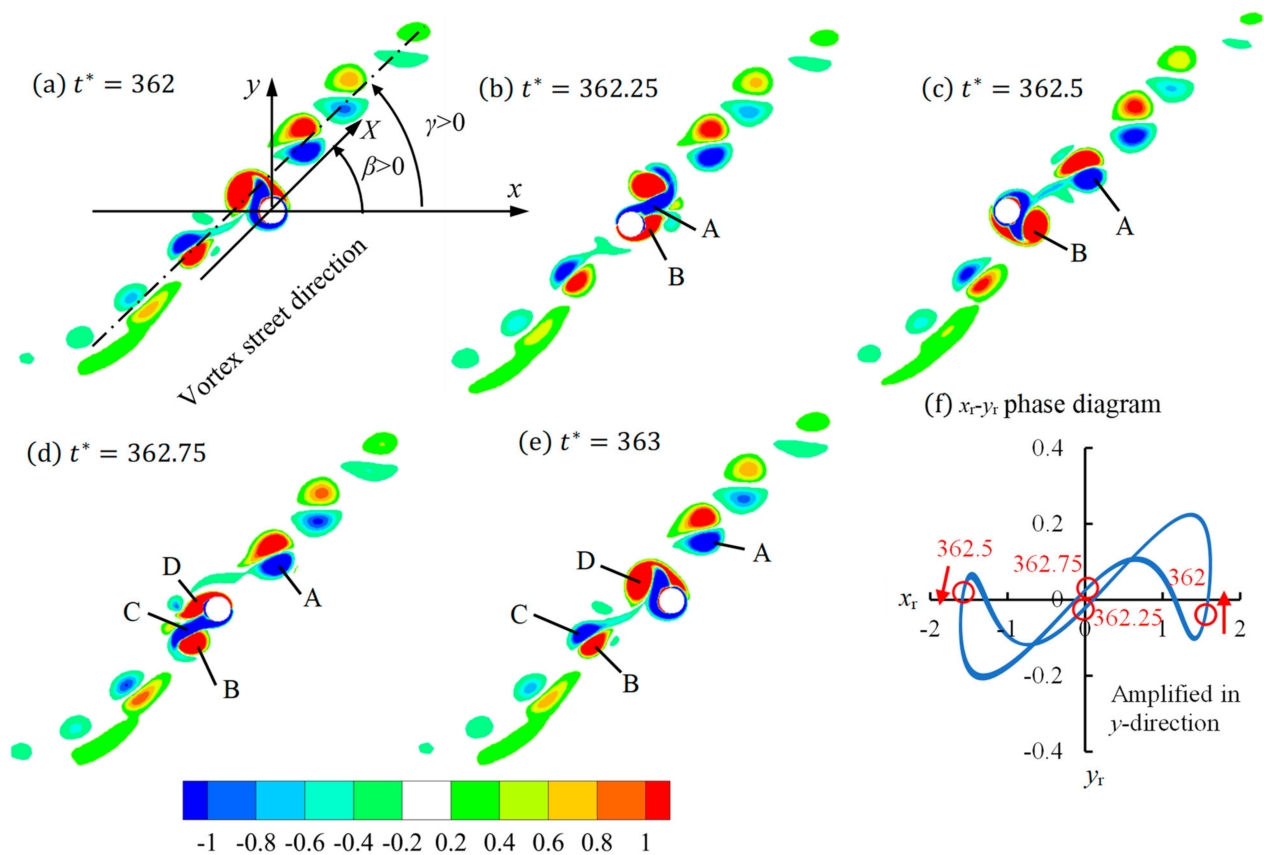 (a) t* = 362
y
X
γ>0
β>0
x
Vortex street direction
(b) t* = 362.25
A
B
(c) t* = 362.5
A
B
(d) t* = 362.75
D
C
A
B
(e) t* = 363
D
A
C
B
(f) xr-yr phase diagram
0.4
0.2
362.5
362.75
362
xr
0
362.25
-2
-1
0
1
2
-0.2
Amplified in
y-direction
-0.4
yr
-1 -0.8 -0.6 -0.4 -0.2 0.2 0.4 0.6 0.8 1